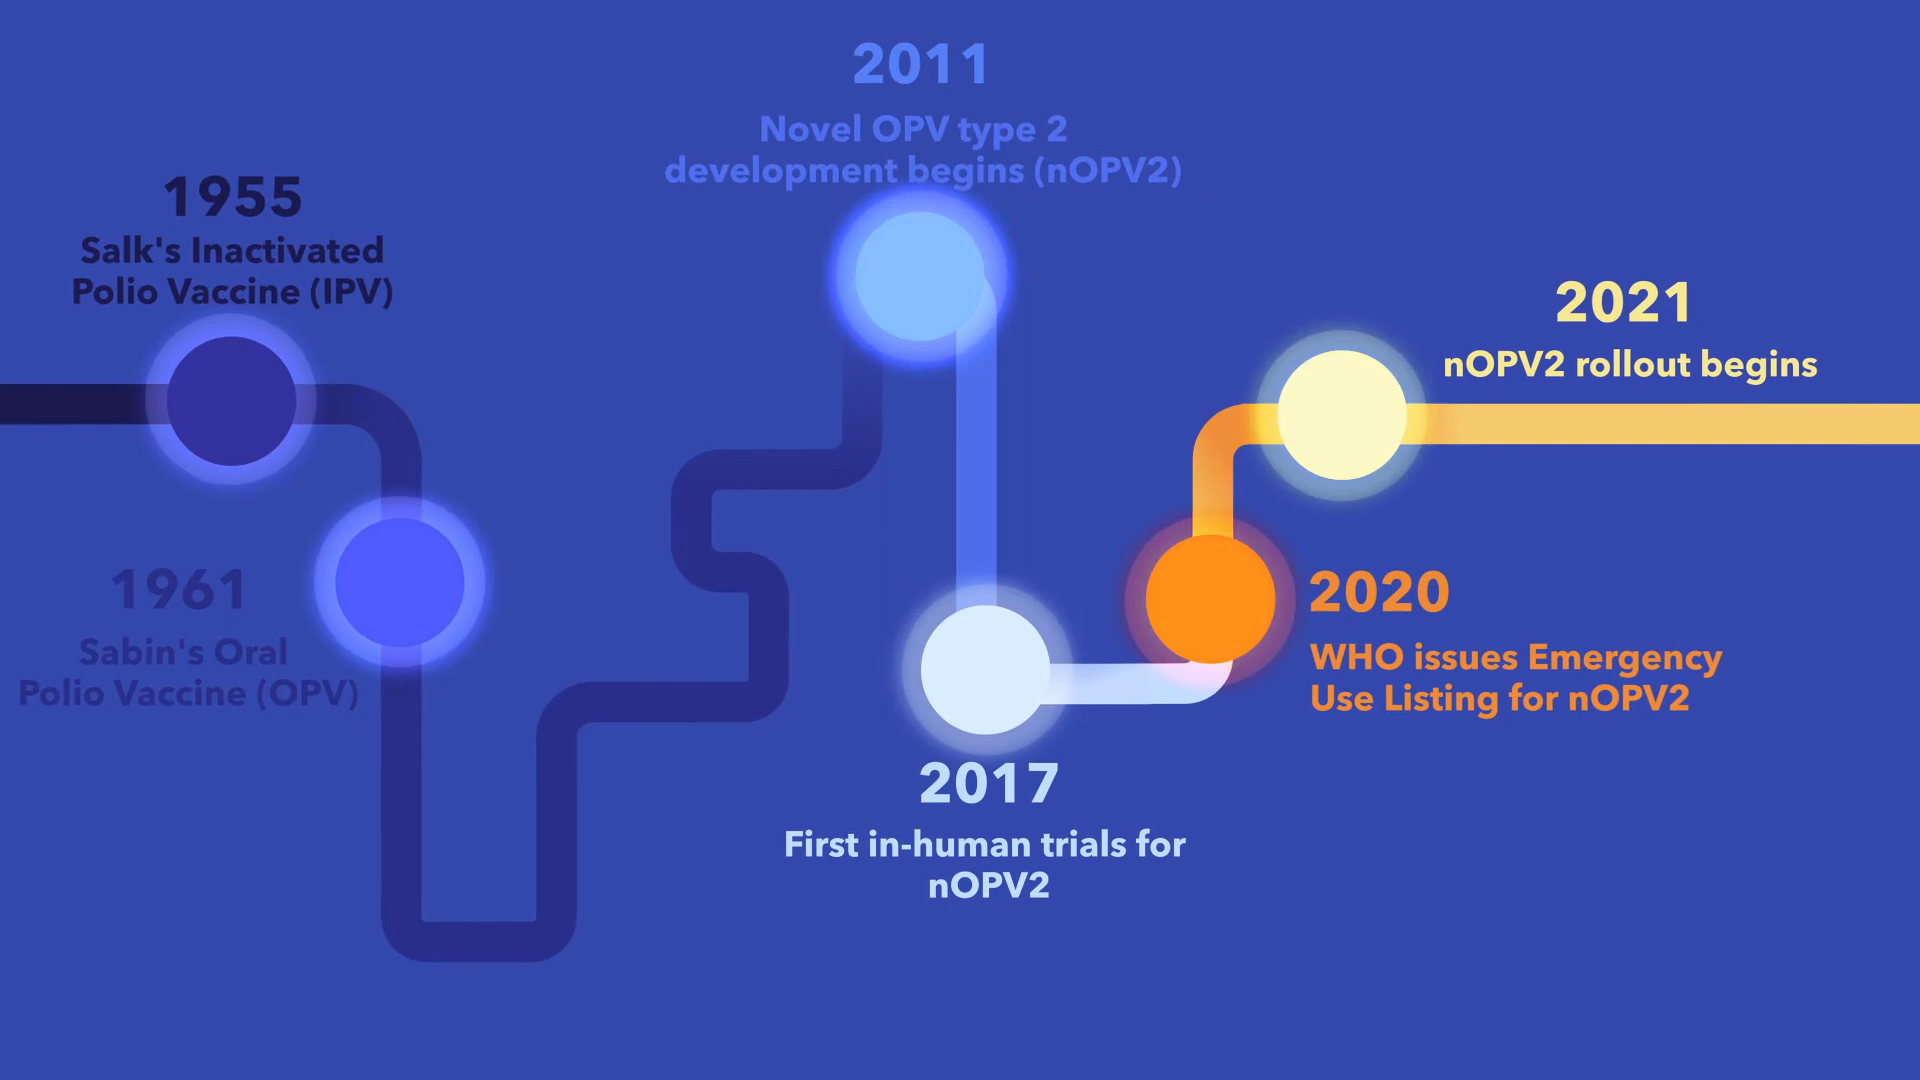 1955
Salk's Inactivated
Polio Vaccine (IPV)
1961
Sabin's Oral
Polio Vaccine (OPV)
2011
Novel OPV type 2
development begins (nOPV2)
2017
First in-human trials for
nOPV2
2020
WHO issues Emergency
Use Listing for nOPV2
2021
nOPV2 rollout begins